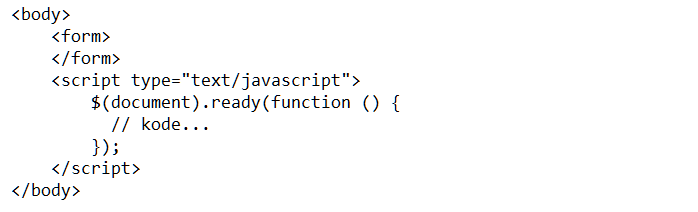 <body>
    <form>
    </form>
    <script type="text/javascript">
        $(document).ready(function () {
          // kode...
        });
    </script>
</body>